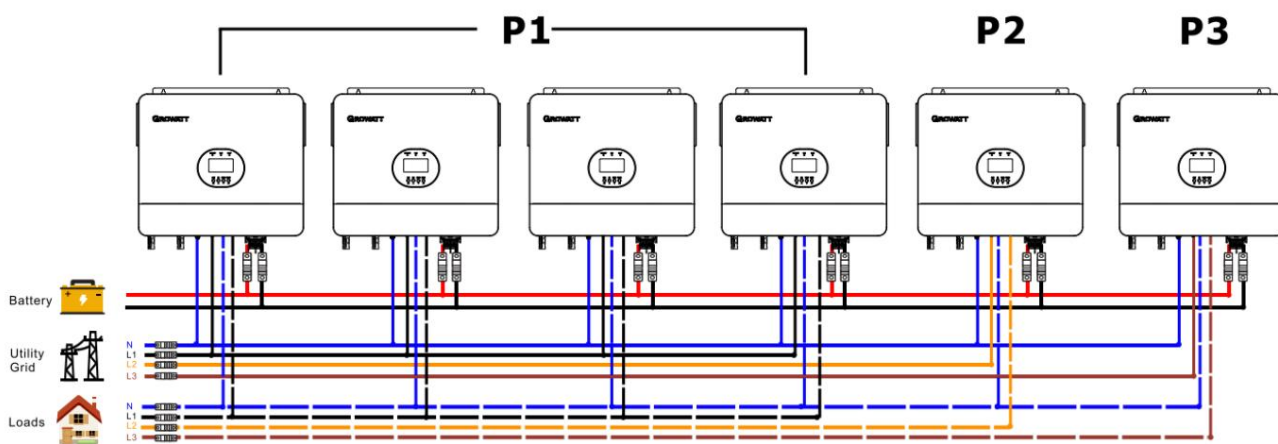 P1 P2 P3
GROWATT GROWATT GROWATT GROWATT GROWATT GROWATT
Battery
+ -
Utility
Grid
N
L1
L2
L3
Loads
N
L1
L2
L3